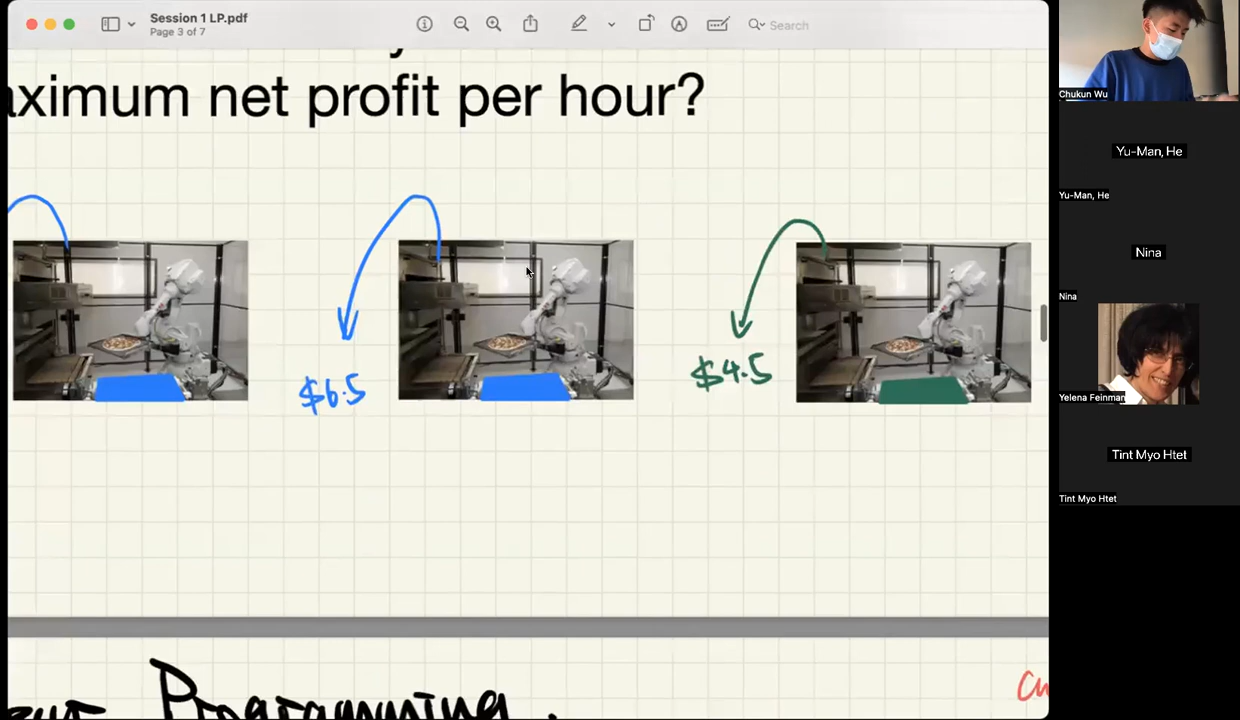 Session 1 LP.pdf
Page 3 of 7
Search
aximum net profit per hour?
$6.5
$4.5
Programming.
Chukun Wu
Yu-Man, He
Yu-Man, He
Nina
Nina
Yelena Feinman
Tint Myo Htet
Tint Myo Htet